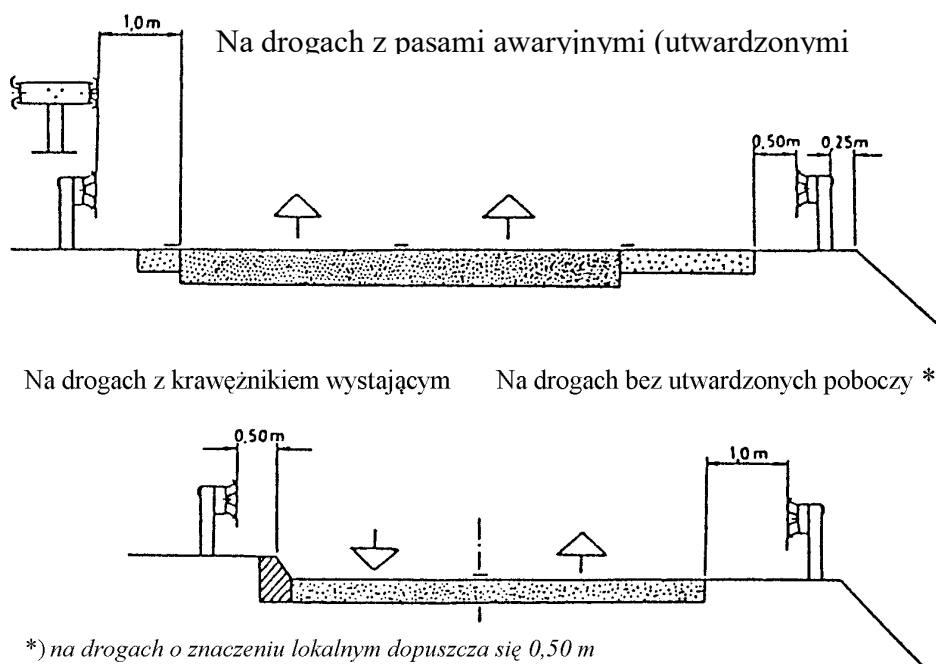 1,0m
Na drogach z pasami awaryjnymi (utwardzonymi
0,50m 0,25m
Na drogach z krawężnikiem wystającym Na drogach bez utwardzonych poboczy *
0,50m
1,0m
*) na drogach o znaczeniu lokalnym dopuszcza się 0,50 m